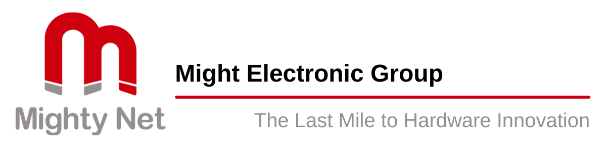 Mighty Net
Might Electronic Group
The Last Mile to Hardware Innovation